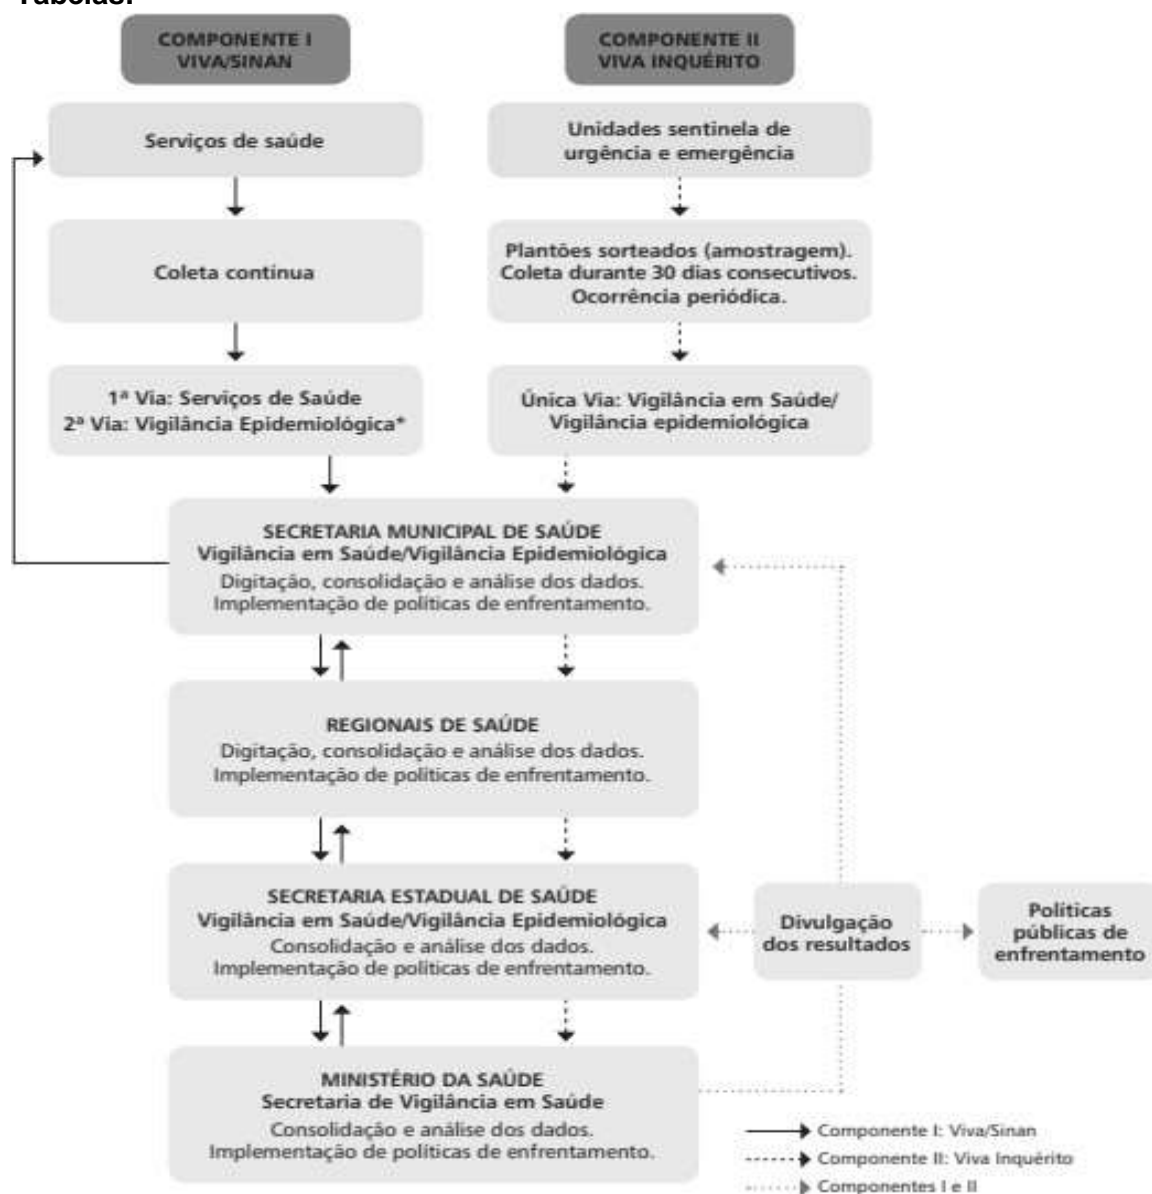 Tabelas.
COMPONENTE I
VIVA/SINAN
COMPONENTE II
VIVA INQUÉRITO
Serviços de saúde
Unidades sentinela de
urgência e emergência
Coleta contínua
Plantões sorteados (amostragem).
Coleta durante 30 dias consecutivos.
Ocorrência periódica.
1ª Via: Serviços de Saúde
2ª Via: Vigilância Epidemiológica*
Única Via: Vigilância em Saúde/
Vigilância epidemiológica
SECRETARIA MUNICIPAL DE SAÚDE
Vigilância em Saúde/Vigilância Epidemiológica
Digitação, consolidação e análise dos dados.
Implementação de políticas de enfrentamento.
REGIONAIS DE SAÚDE
Digitação, consolidação e análise dos dados.
Implementação de políticas de enfrentamento.
SECRETARIA ESTADUAL DE SAÚDE
Vigilância em Saúde/Vigilância Epidemiológica
Consolidação e análise dos dados.
Implementação de políticas de enfrentamento.
Divulgação
dos resultados
Políticas
públicas de
enfrentamento
MINISTÉRIO DA SAÚDE
Secretaria de Vigilância em Saúde
Consolidação e análise dos dados.
Implementação de políticas de enfrentamento.
Componente I: Viva/Sinan
Componente II: Viva Inquérito
Componentes I e II